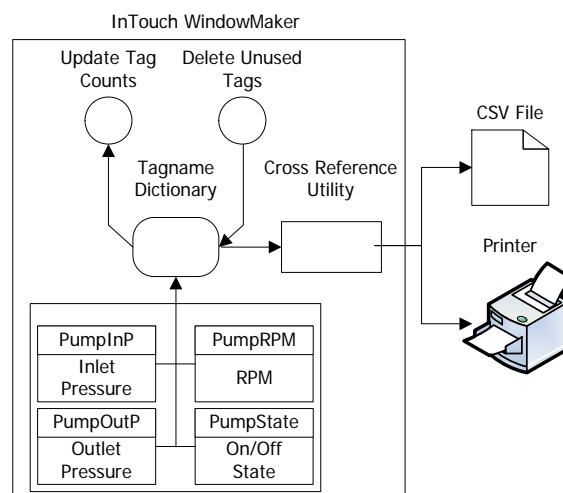 InTouch WindowMaker
Update Tag
Counts
Delete Unused
Tags
CSV File
Tagname
Dictionary
Cross Reference
Utility
Printer
PumpInP
Inlet
Pressure
PumpRPM
RPM
PumpOutP
Outlet
Pressure
PumpState
On/Off
State